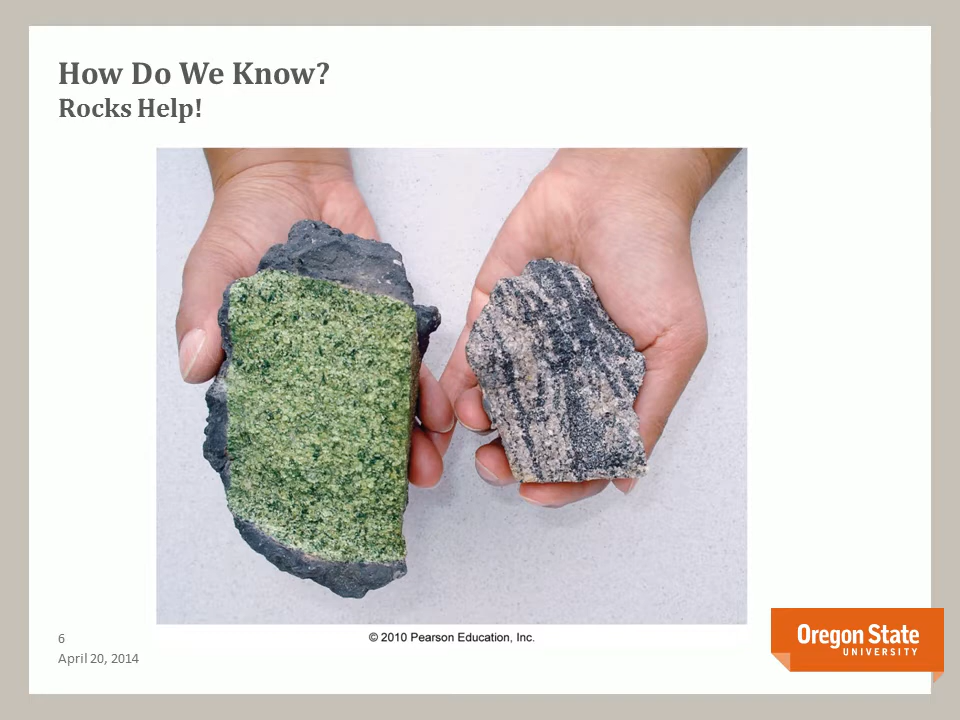 How Do We Know?
Rocks Help!
© 2010 Pearson Education, Inc.
6
April 20, 2014
Oregon State
UNIVERSITY